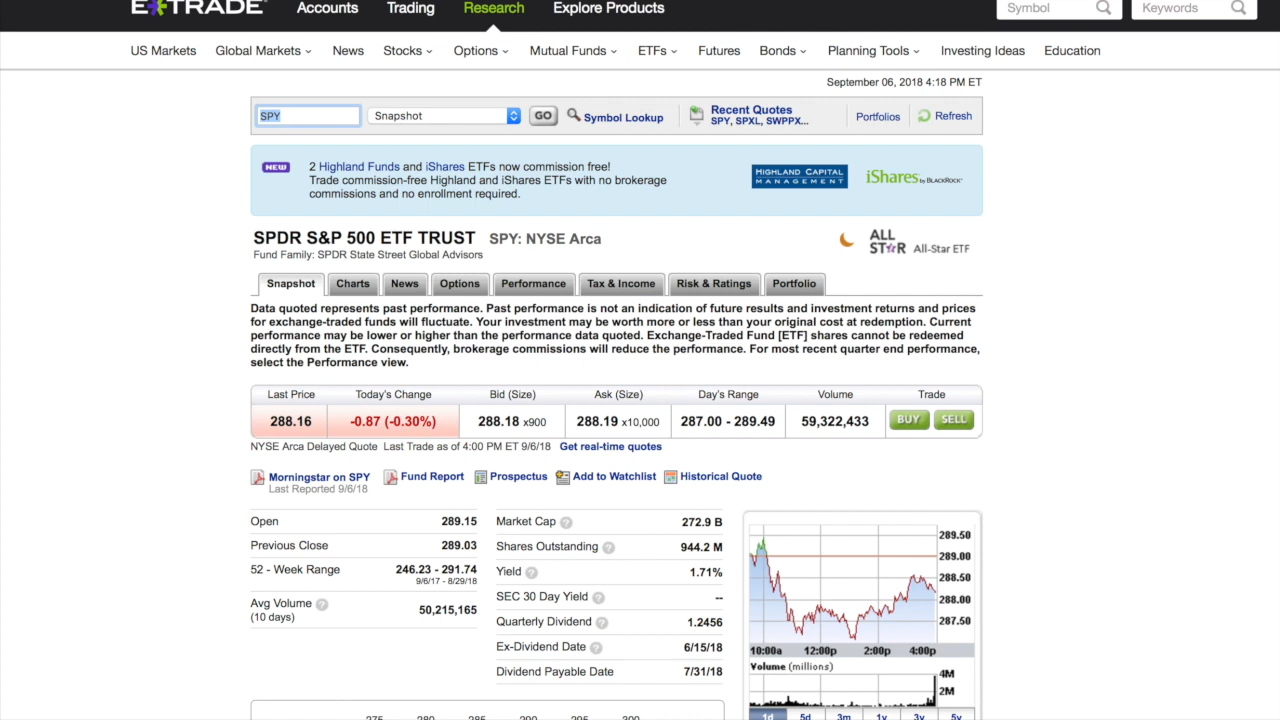 E*TRADE Accounts Trading Research Explore Products Symbol Keywords
US Markets Global Markets News Stocks Options Mutual Funds ETFs Futures Bonds Planning Tools Investing Ideas Education
September 06, 2018 4:18 PM ET
SPY Snapshot GO Symbol Lookup Recent Quotes
SPY, SPXL, SWPPX... Portfolios Refresh
NEW 2 Highland Funds and iShares ETFs now commission free!
Trade commission-free Highland and iShares ETFs with no brokerage
commissions and no enrollment required.
HIGHLAND CAPITAL
MANAGEMENT
iShares by BLACKROCK
SPDR S&P 500 ETF TRUST SPY: NYSE Arca
Fund Family: SPDR State Street Global Advisors
ALL
STAR All-Star ETF
Snapshot Charts News Options Performance Tax & Income Risk & Ratings Portfolio
Data quoted represents past performance. Past performance is not an indication of future results and investment returns and prices
for exchange-traded funds will fluctuate. Your investment may be worth more or less than your original cost at redemption. Current
performance may be lower or higher than the performance data quoted. Exchange-Traded Fund [ETF] shares cannot be redeemed
directly from the ETF. Consequently, brokerage commissions will reduce the performance. For most recent quarter end performance,
select the Performance view.
Last Price Today's Change Bid (Size) Ask (Size) Day's Range Volume Trade
288.16 -0.87 (-0.30%) 288.18 x900 288.19 x10,000 287.00 - 289.49 59,322,433 BUY SELL
NYSE Arca Delayed Quote Last Trade as of 4:00 PM ET 9/6/18 Get real-time quotes
Morningstar on SPY Fund Report Prospectus Add to Watchlist Historical Quote
Last Reported 9/6/18
Open 289.15
Previous Close 289.03
52 - Week Range 246.23 - 291.74
9/6/17 - 8/29/18
Avg Volume ? 50,215,165
(10 days)
Market Cap ? 272.9 B
Shares Outstanding ? 944.2 M
Yield ? 1.71%
SEC 30 Day Yield ? --
Quarterly Dividend ? 1.2456
Ex-Dividend Date ? 6/15/18
Dividend Payable Date 7/31/18
289.50
289.00
288.50
288.00
287.50
10:00a 12:00p 2:00p 4:00p
Volume (millions)
4M
2M
1d 5d 3m 1y 3y 5y
275 280 285 290 295 300